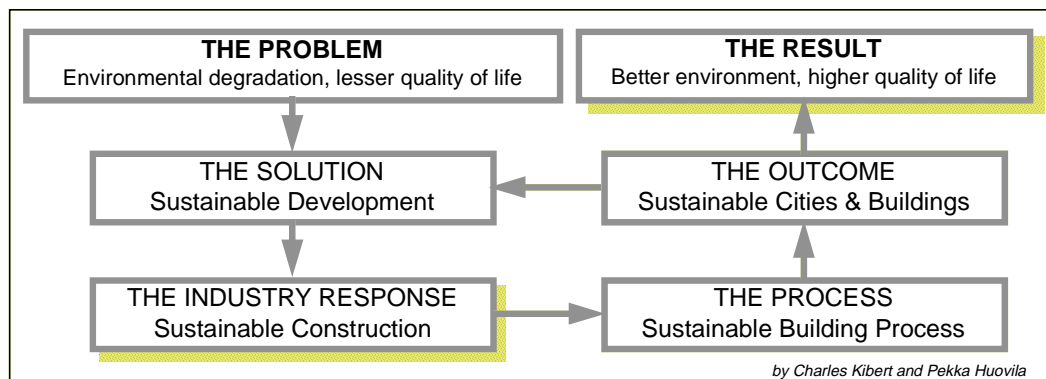 THE PROBLEM
Environmental degradation, lesser quality of life
THE RESULT
Better environment, higher quality of life
THE SOLUTION
Sustainable Development
THE OUTCOME
Sustainable Cities & Buildings
THE INDUSTRY RESPONSE
Sustainable Construction
THE PROCESS
Sustainable Building Process
by Charles Kibert and Pekka Huovila